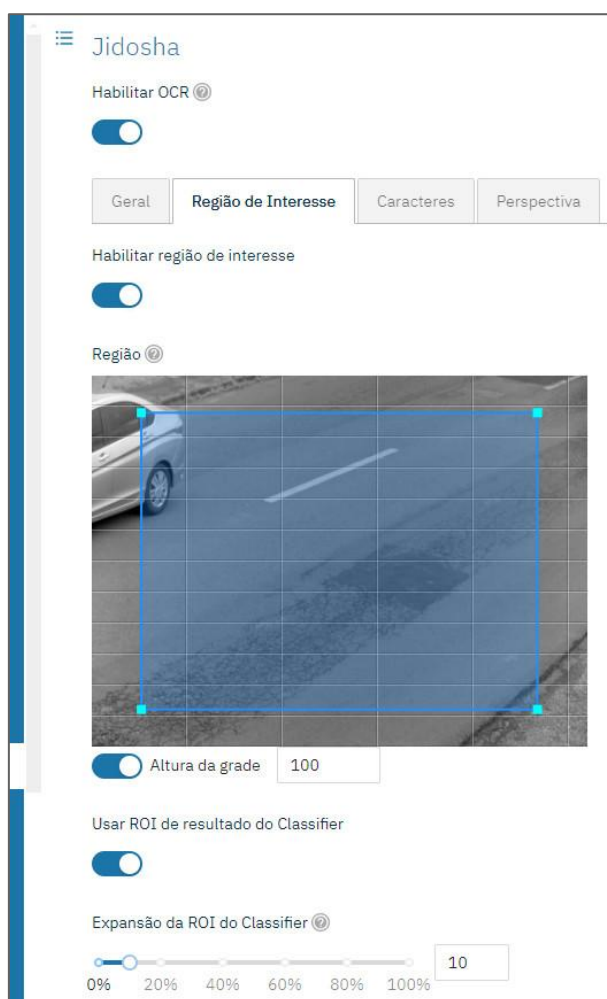 Jidosha
Habilitar OCR
Geral Região de Interesse Caracteres Perspectiva
Habilitar região de interesse
Região
Altura da grade 100
Usar ROI de resultado do Classifier
Expansão da ROI do Classifier
10
0% 20% 40% 60% 80% 100%